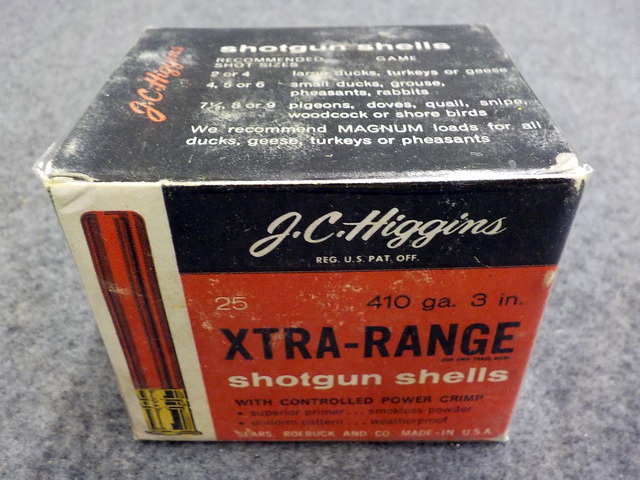 shotgun shells
RECOMMENDED GAME
SHOT SIZES
2 or 4 large ducks, turkeys or geese
4, 5 or 6 small ducks, grouse,
pheasants, rabbits
7½, 8 or 9 pigeons, doves, quail, snipe,
woodcock or shore birds
We recommend MAGNUM loads for all
ducks, geese, turkeys or pheasants
J.C. Higgins
J.C. Higgins
REG. U.S. PAT. OFF.
25 410 ga. 3 in.
XTRA-RANGE
shotgun shells
WITH CONTROLLED POWER CRIMP
• superior primer... smokless powder
• uniform pattern... weatherproof
SEARS, ROEBUCK AND CO. MADE-IN U.S.A.